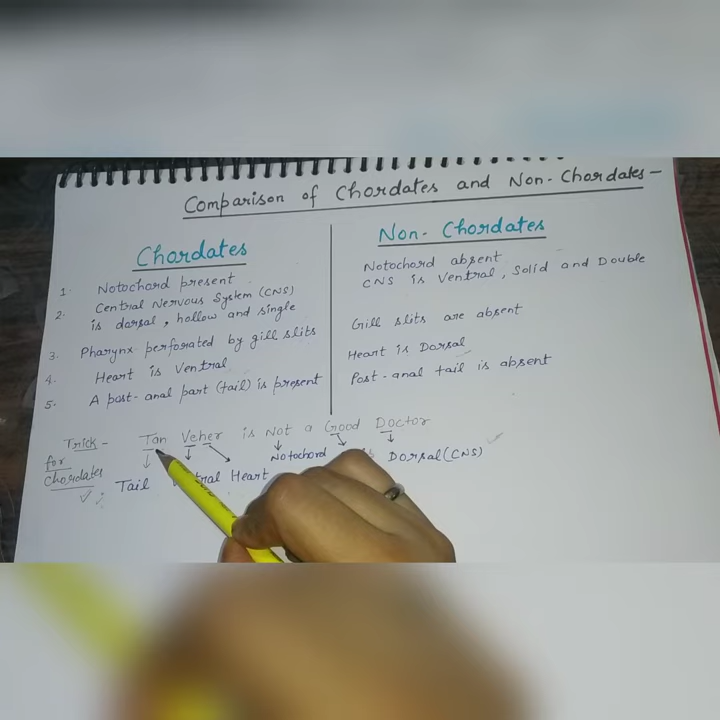 Comparison of Chordates and Non-Chordates-
Chordates
1. Notochord present
2. Central Nervous System (CNS)
is dorsal, hollow and single
3. Pharynx perforated by gill slits
4. Heart is Ventral
5. A post-anal part (tail) is present
Non-Chordates
Notochord absent
CNS is Ventral, Solid and Double
Gill slits are absent
Heart is Dorsal
Post-anal tail is absent
Trick - Tan Veher is Not a Good Doctor
for
Chordates
Notochord Dorsal (CNS)
: Tail Heart